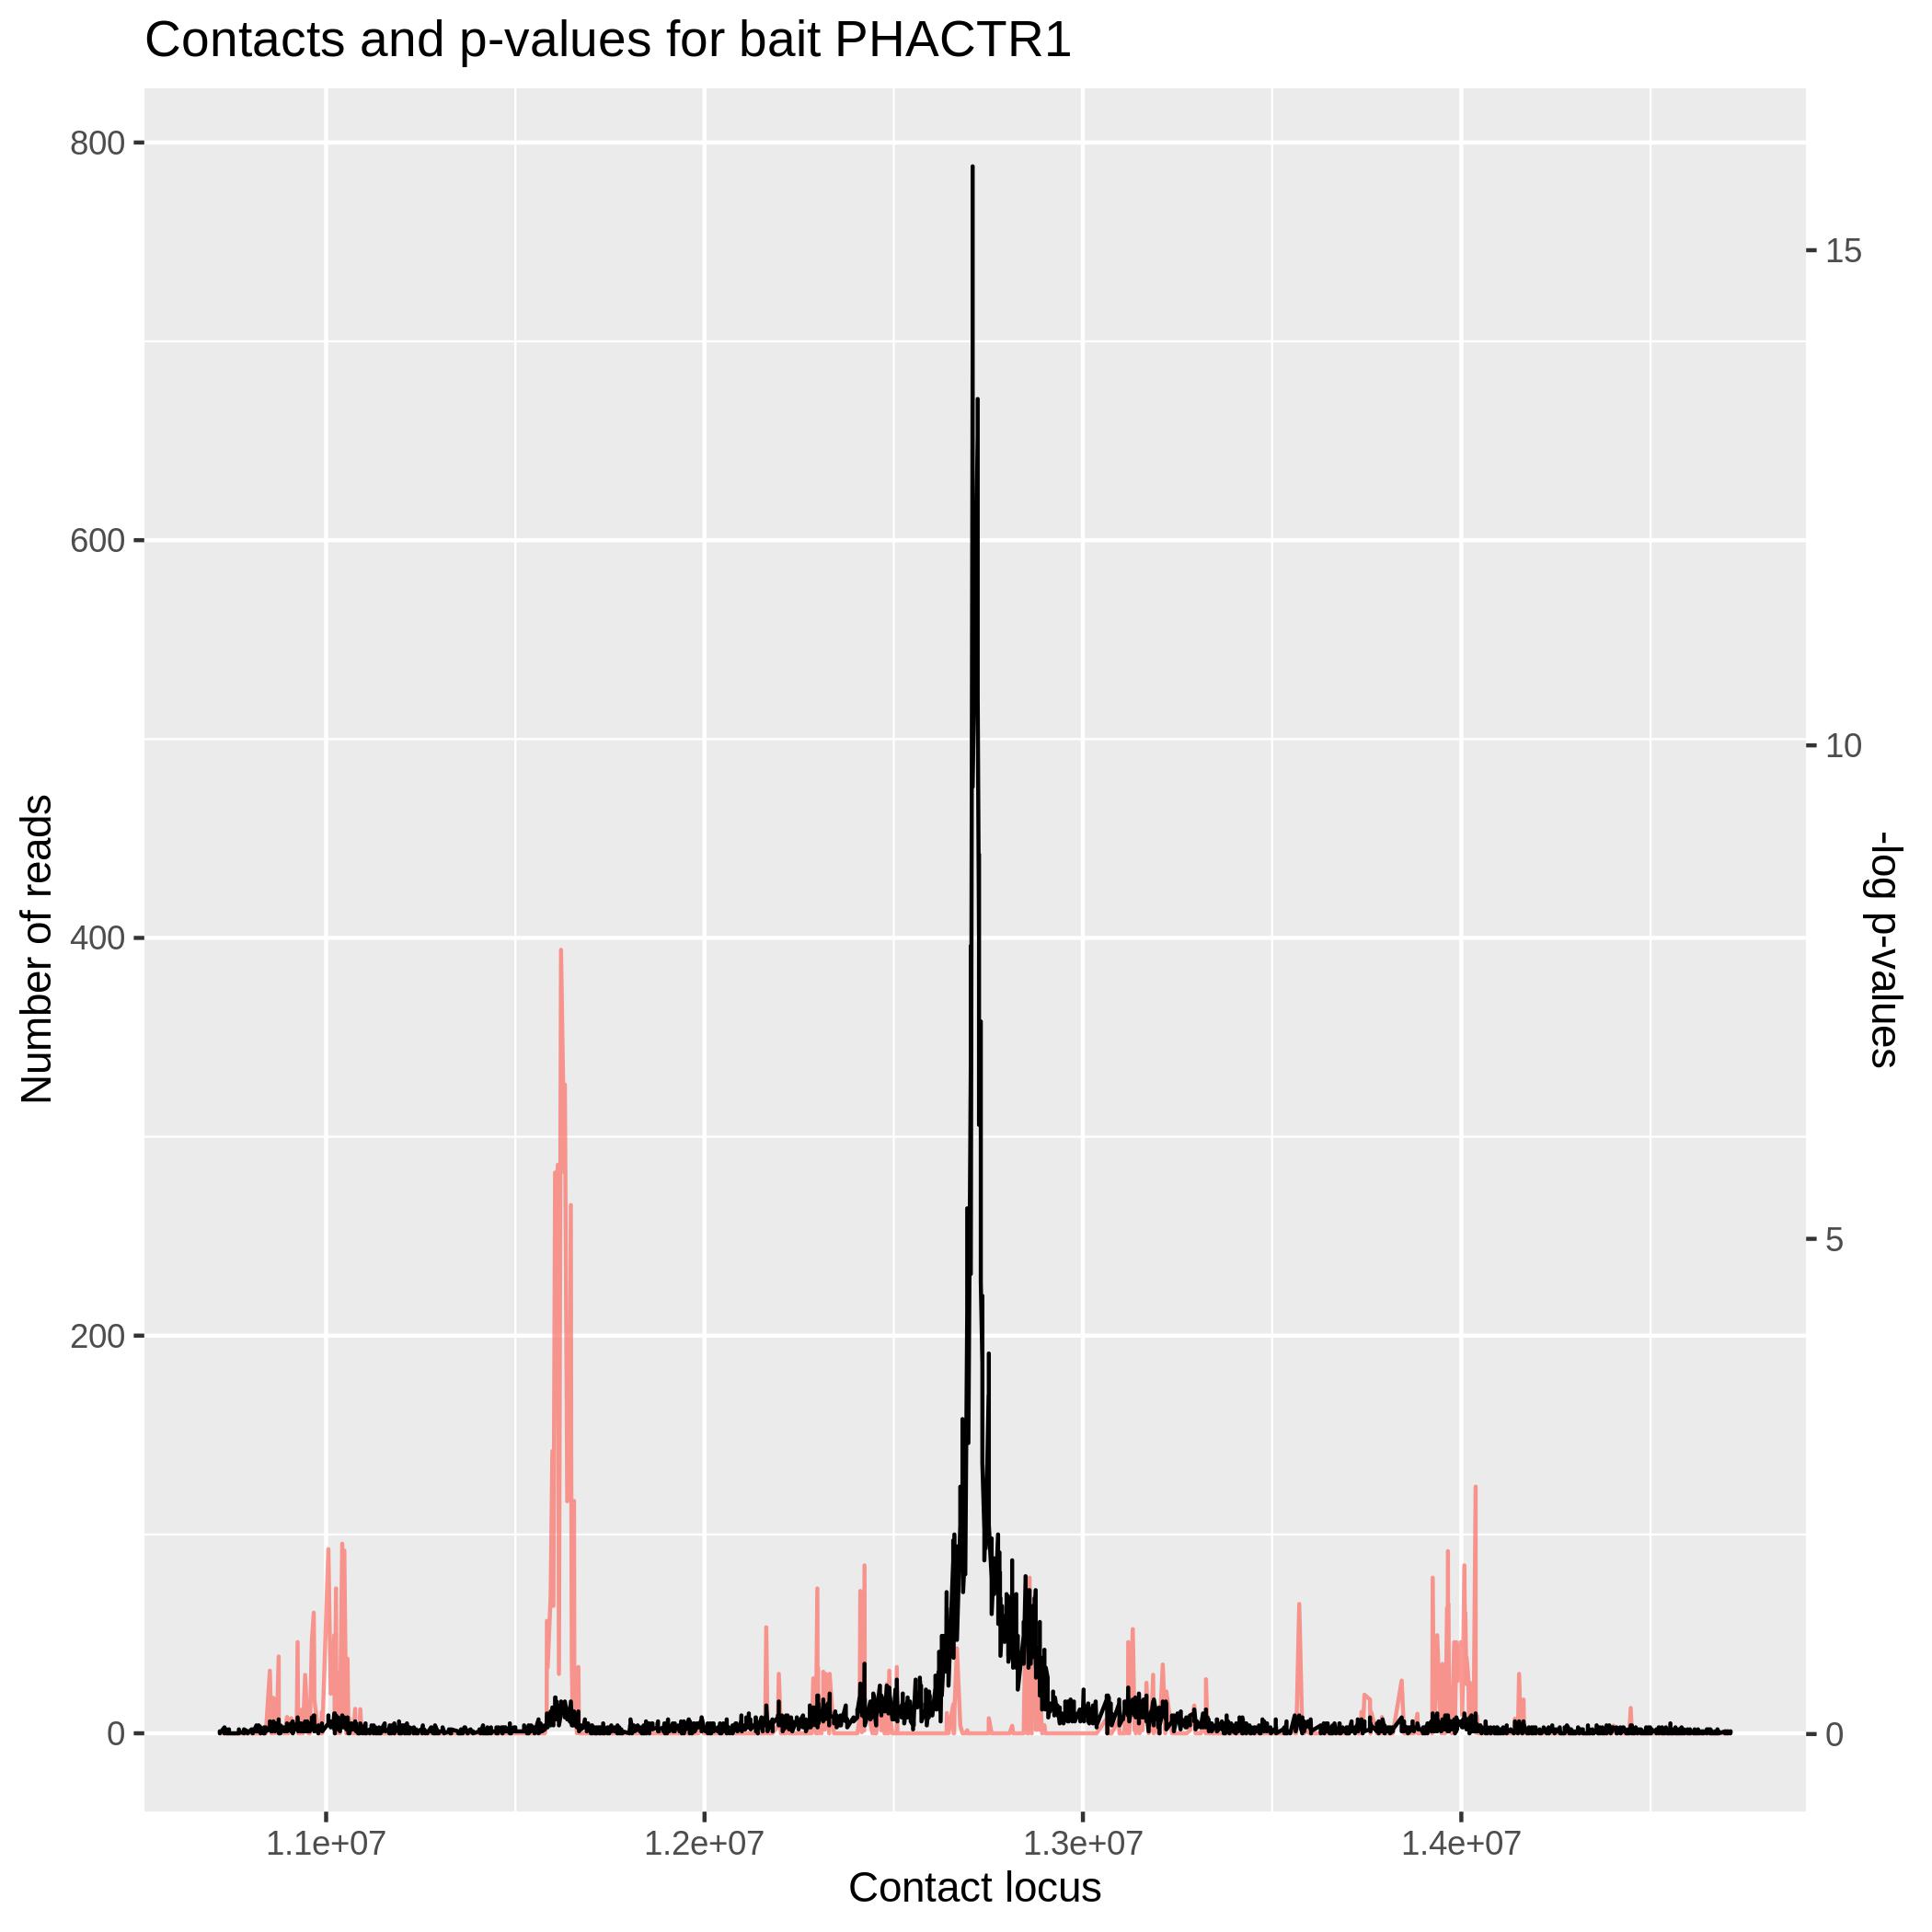 Contacts and p-values for bait PHACTR1
800
600
400
200
0
Number of reads
15
10
5
0
-log p-values
1.1e+07
1.2e+07
1.3e+07
1.4e+07
Contact locus